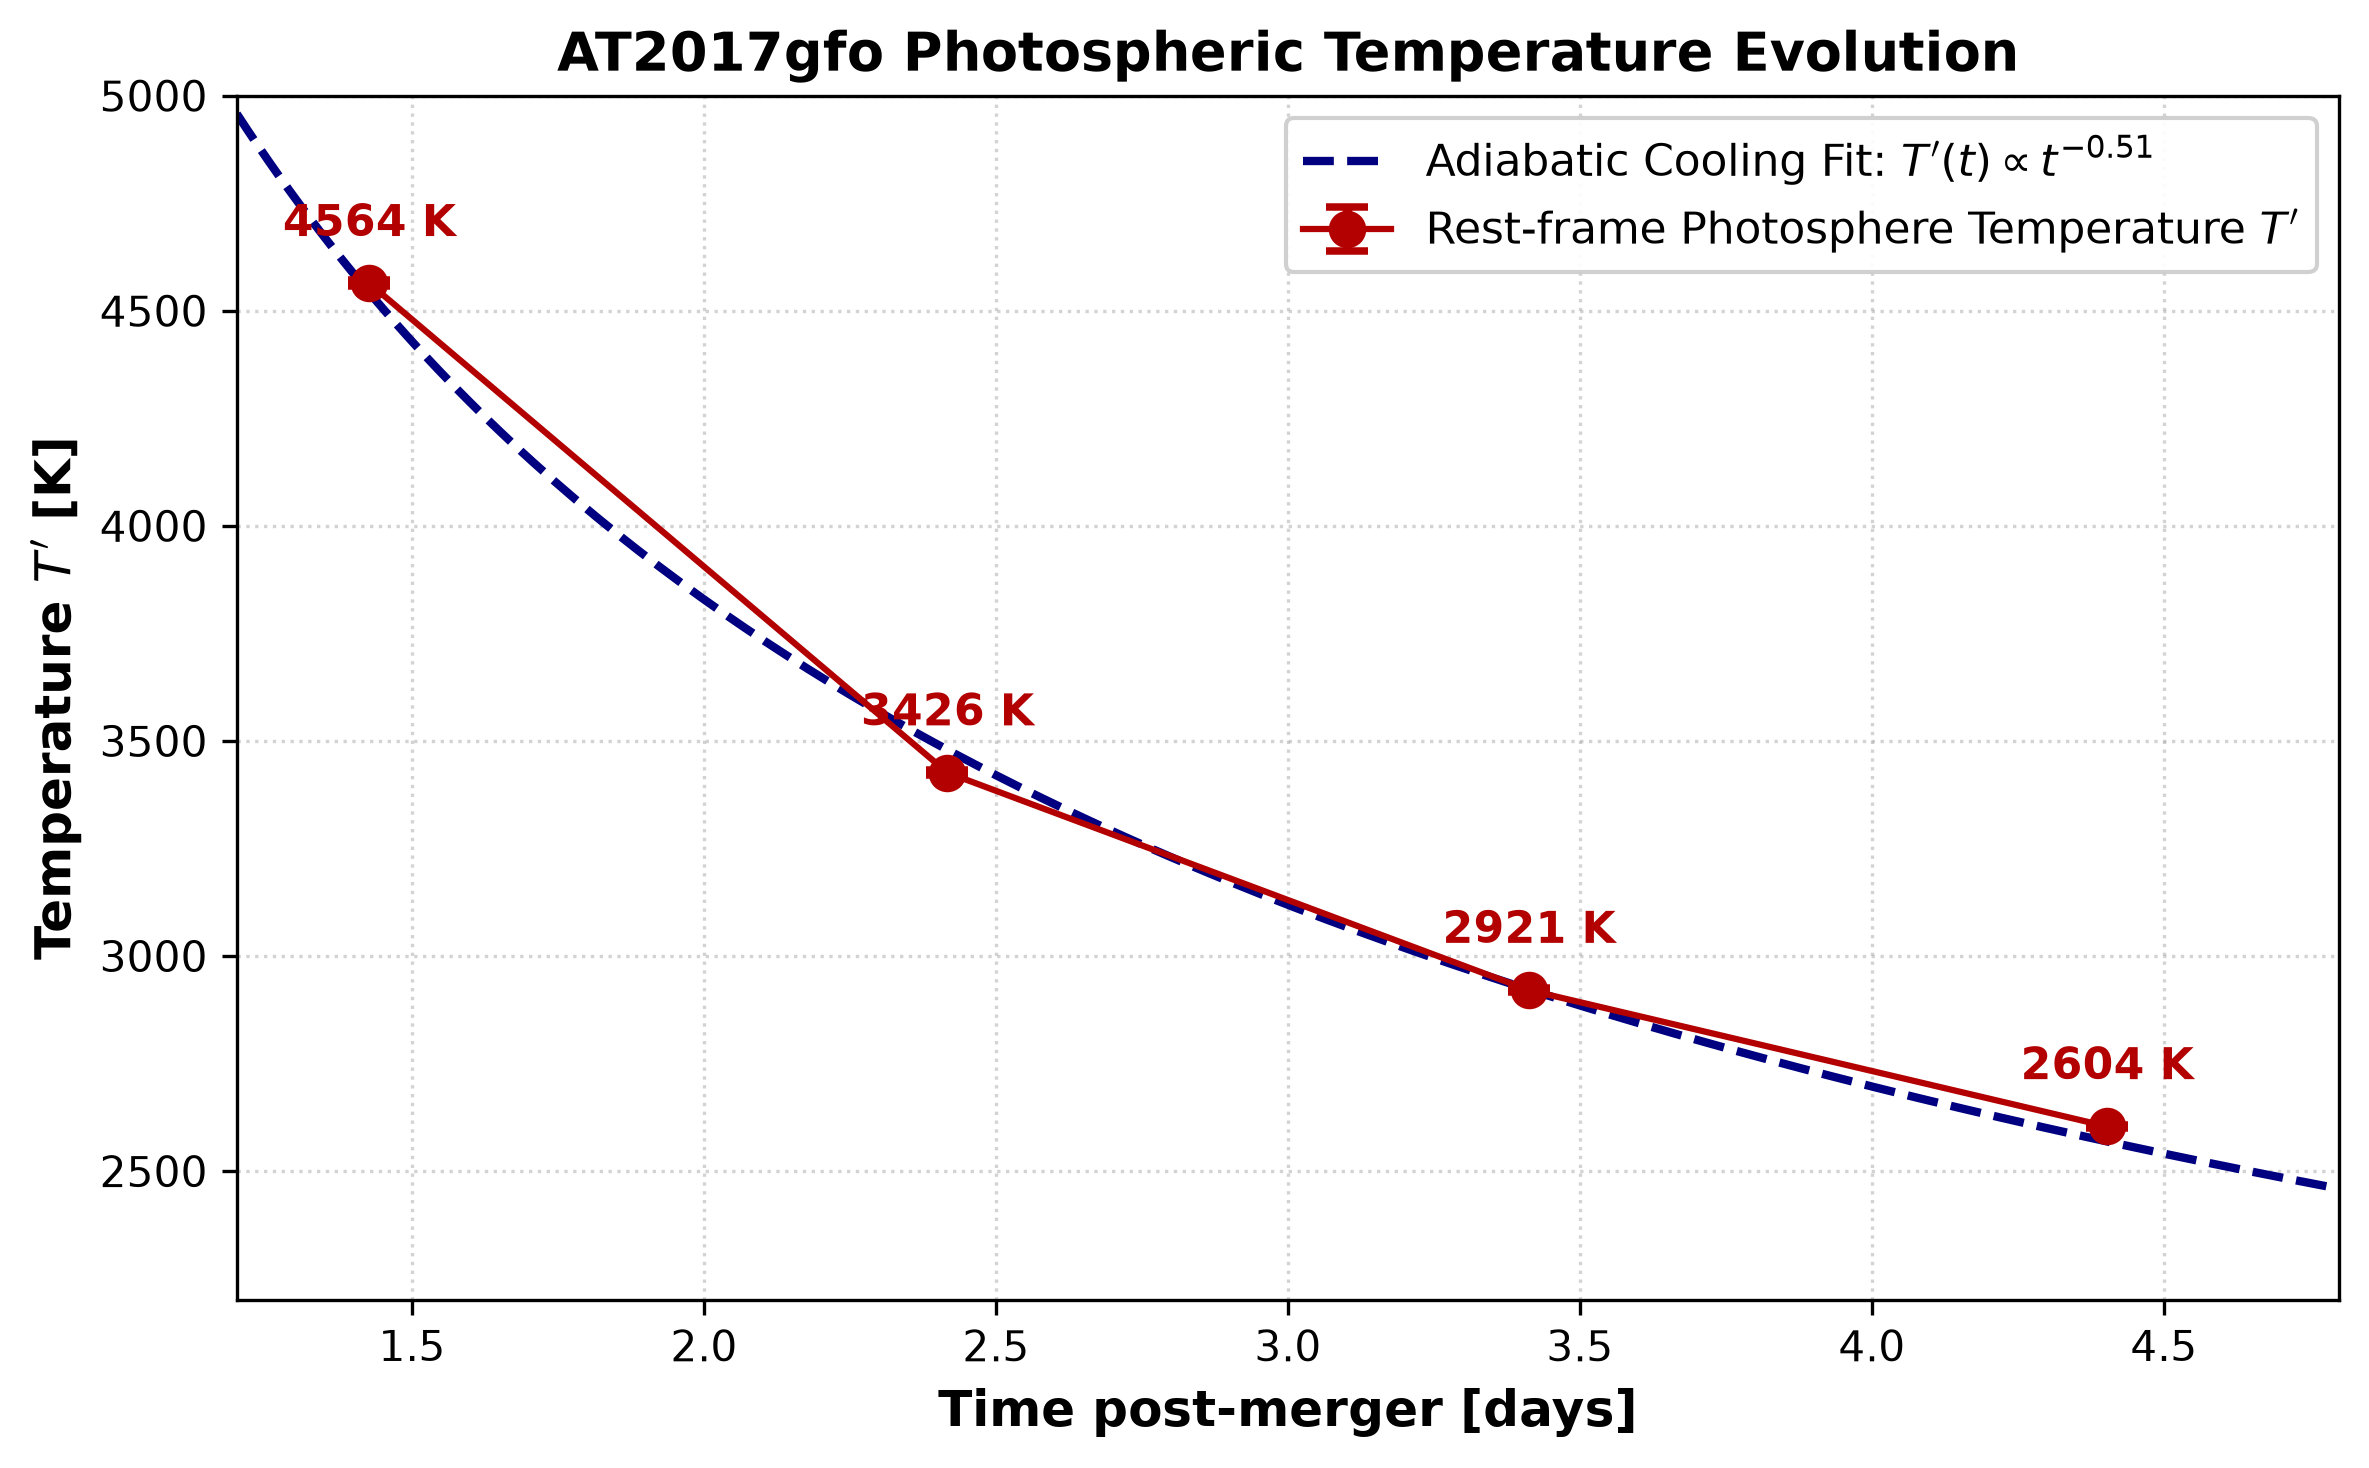 AT2017gfo Photospheric Temperature Evolution
Adiabatic Cooling Fit: T′(t) ∝ t^−0.51
Rest-frame Photosphere Temperature T′
Temperature T′ [K]
5000
4500
4000
3500
3000
2500
4564 K
3426 K
2921 K
2604 K
1.5 2.0 2.5 3.0 3.5 4.0 4.5
Time post-merger [days]